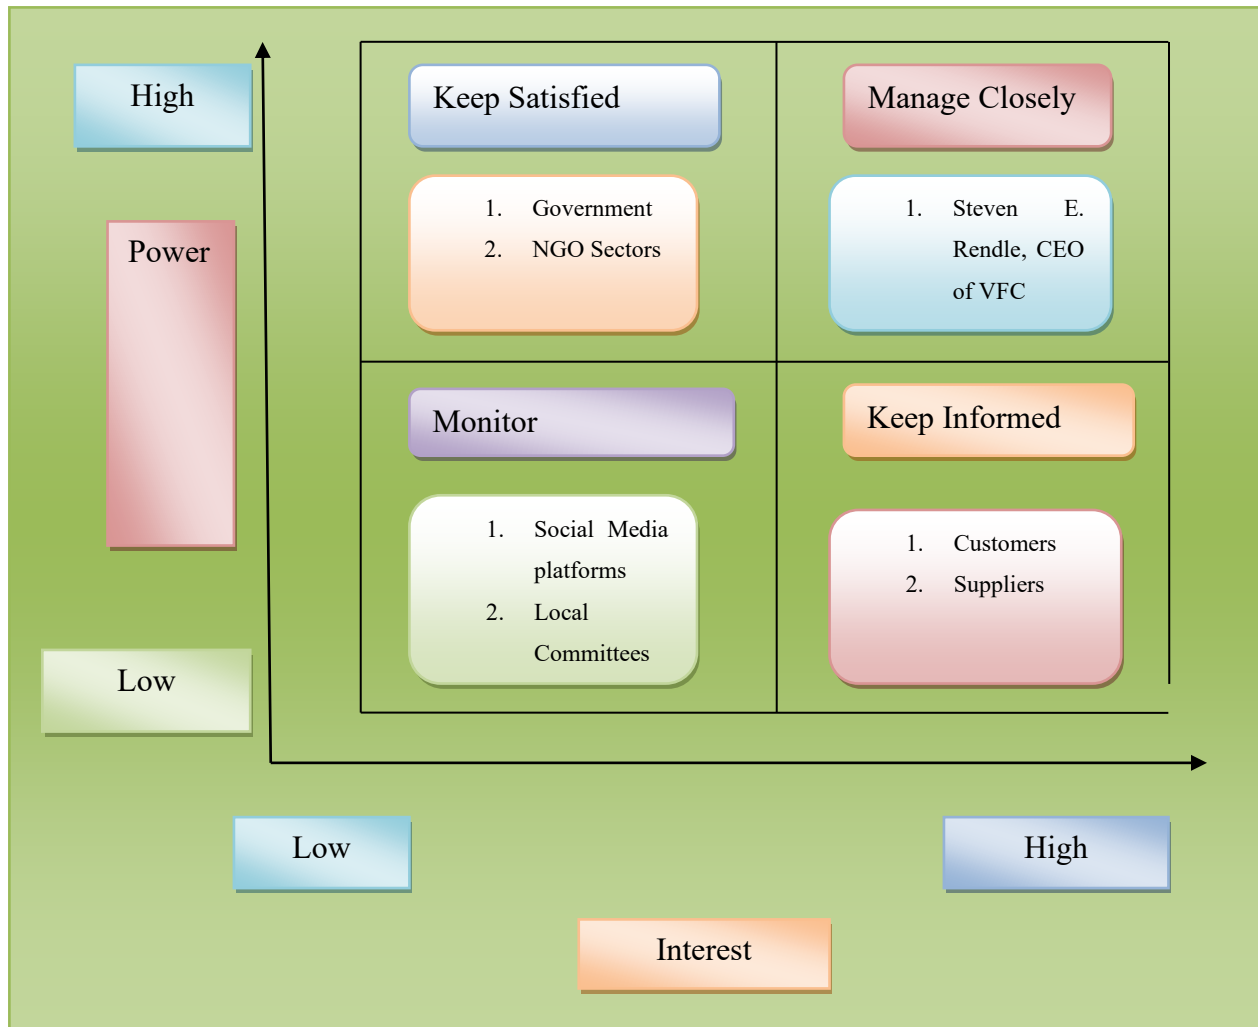 High
Keep Satisfied
Manage Closely
1. Government
2. NGO Sectors
1. Steven E.
Rendle, CEO
of VFC
Power
Monitor
Keep Informed
1. Social Media
platforms
2. Local
Committees
1. Customers
2. Suppliers
Low
Low
High
Interest